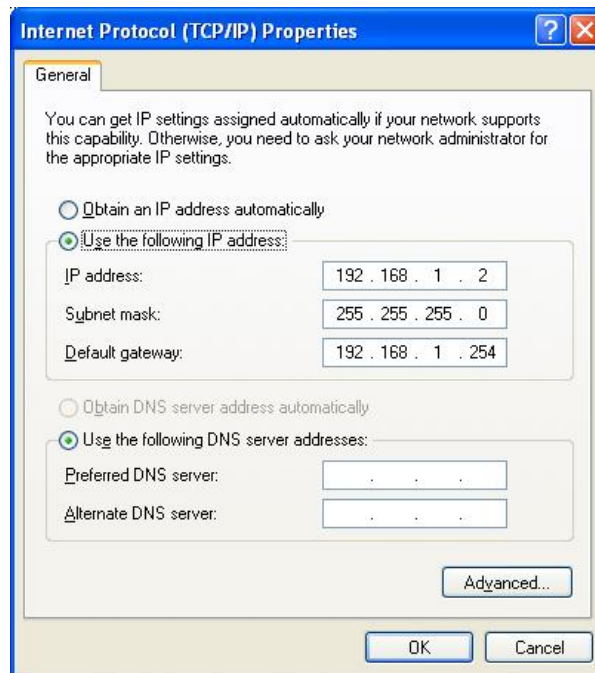 Internet Protocol (TCP/IP) Properties
General
You can get IP settings assigned automatically if your network supports
this capability. Otherwise, you need to ask your network administrator for
the appropriate IP settings.
Obtain an IP address automatically
Use the following IP address:
IP address: 192 . 168 . 1 . 2
Subnet mask: 255 . 255 . 255 . 0
Default gateway: 192 . 168 . 1 . 254
Obtain DNS server address automatically
Use the following DNS server addresses:
Preferred DNS server: . . .
Alternate DNS server: . . .
Advanced...
OK Cancel